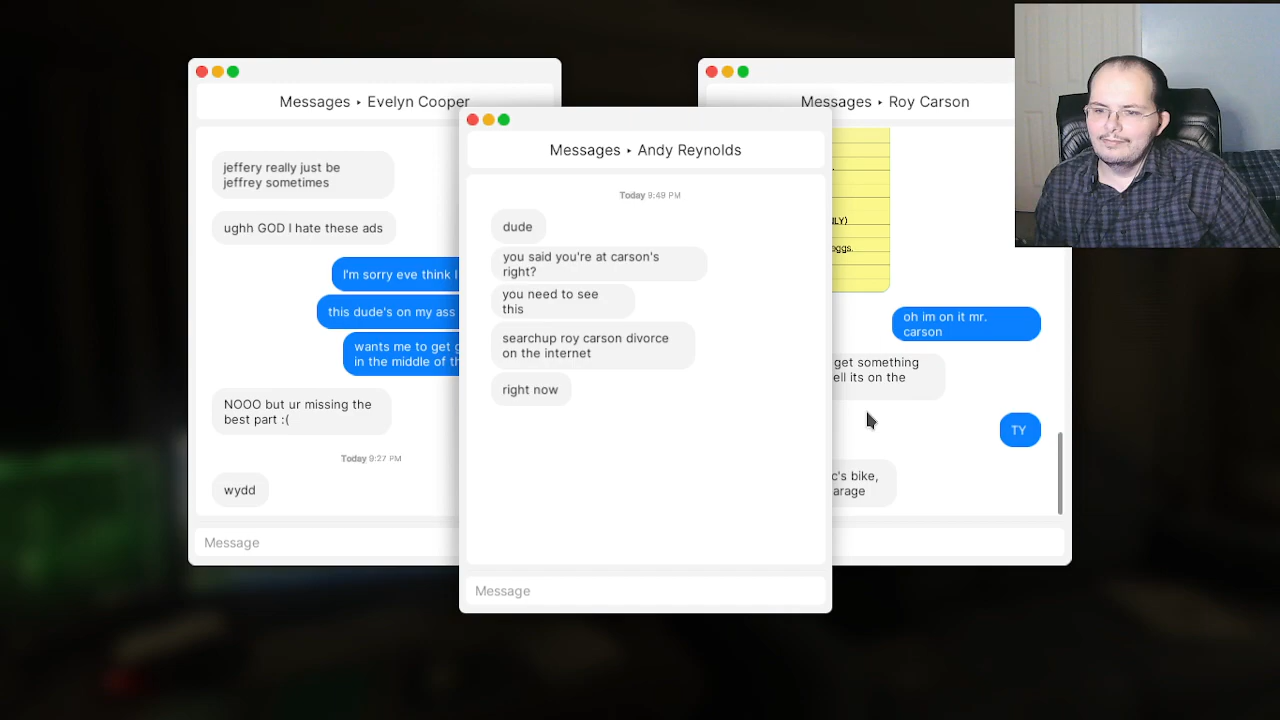 Messages ▸ Evelyn Cooper
jeffery really just be
jeffrey sometimes
ughh GOD I hate these ads
I'm sorry eve think I
this dude's on my ass
wants me to get g
in the middle of th
NOOO but ur missing the
best part :(
Today 9:27 PM
wydd
Message
Messages ▸ Andy Reynolds
Today 9:49 PM
dude
you said you're at carson's
right?
you need to see
this
searchup roy carson divorce
on the internet
right now
Message
Messages ▸ Roy Carson
LY)
eggs.
oh im on it mr.
carson
get something
ell its on the
TY
c's bike,
arage